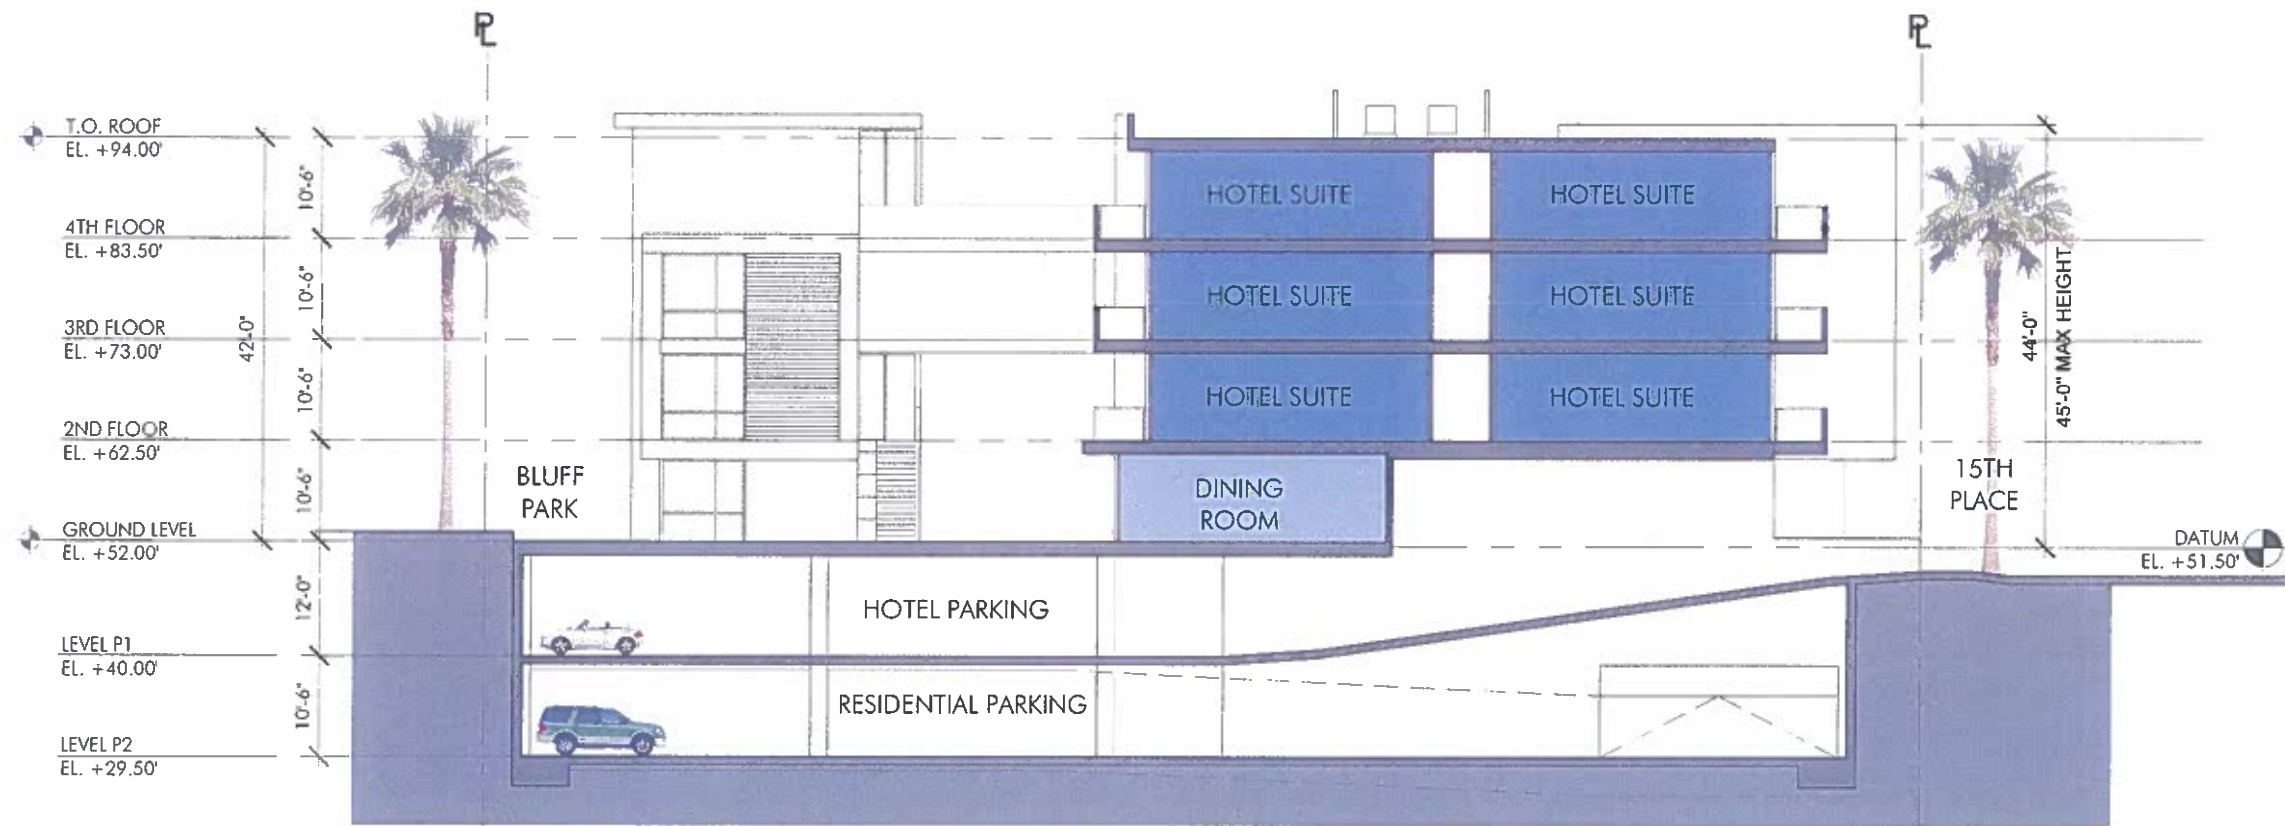 PL
PL
T.O. ROOF
EL. +94.00'
4TH FLOOR
EL. +83.50'
3RD FLOOR
EL. +73.00'
2ND FLOOR
EL. +62.50'
GROUND LEVEL
EL. +52.00'
LEVEL P1
EL. +40.00'
LEVEL P2
EL. +29.50'
42'-0"
10'-6"
10'-6"
10'-6"
10'-6"
12'-0"
10'-6"
BLUFF
PARK
HOTEL SUITE
HOTEL SUITE
HOTEL SUITE
HOTEL SUITE
HOTEL SUITE
HOTEL SUITE
DINING
ROOM
HOTEL PARKING
RESIDENTIAL PARKING
15TH
PLACE
44'-0"
45'-0" MAX HEIGHT
DATUM
EL. +51.50'